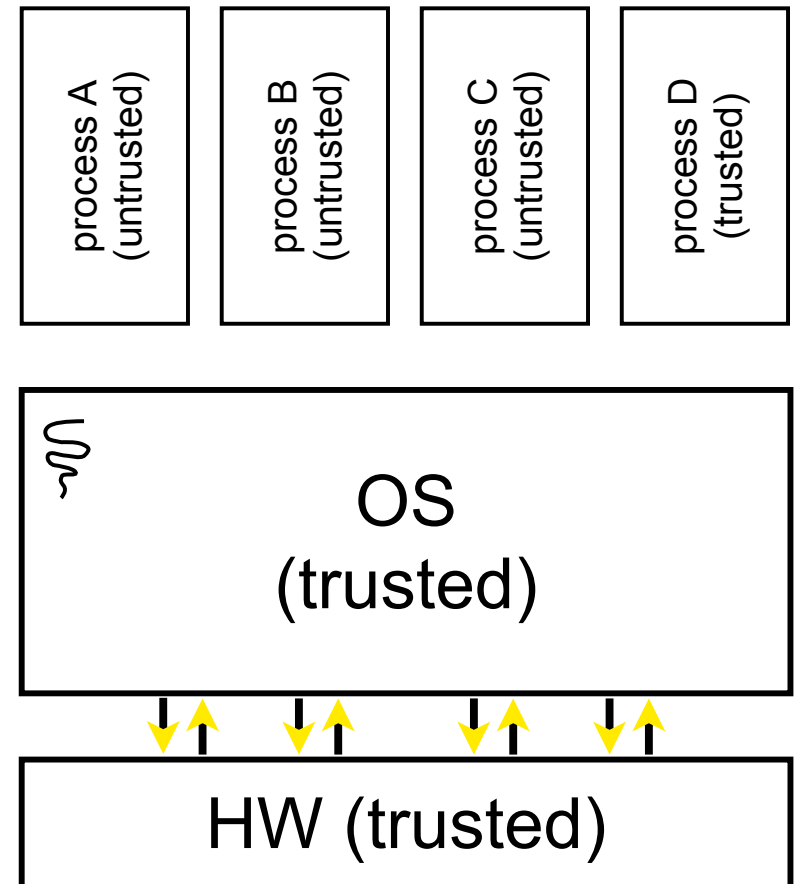 process A
(untrusted)
process B
(untrusted)
process C
(untrusted)
process D
(trusted)
OS
(trusted)
HW (trusted)